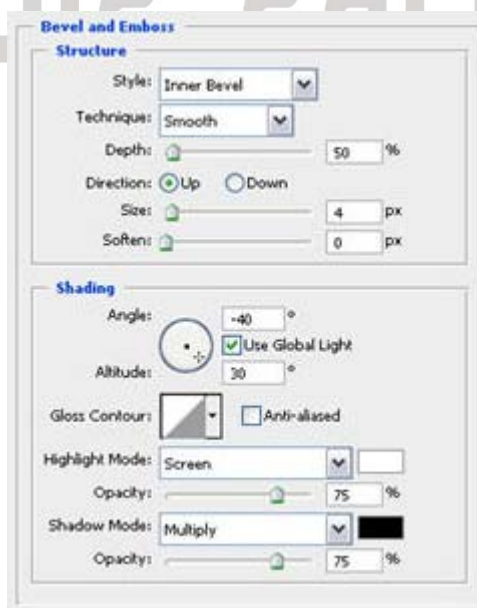 Bevel and Emboss
Structure
Style: Inner Bevel
Technique: Smooth
Depth: 50 %
Direction: Up Down
Size: 4 px
Soften: 0 px
Shading
Angle: -40 °
Use Global Light
Altitude: 30 °
Gloss Contour: Anti-aliased
Highlight Mode: Screen
Opacity: 75 %
Shadow Mode: Multiply
Opacity: 75 %